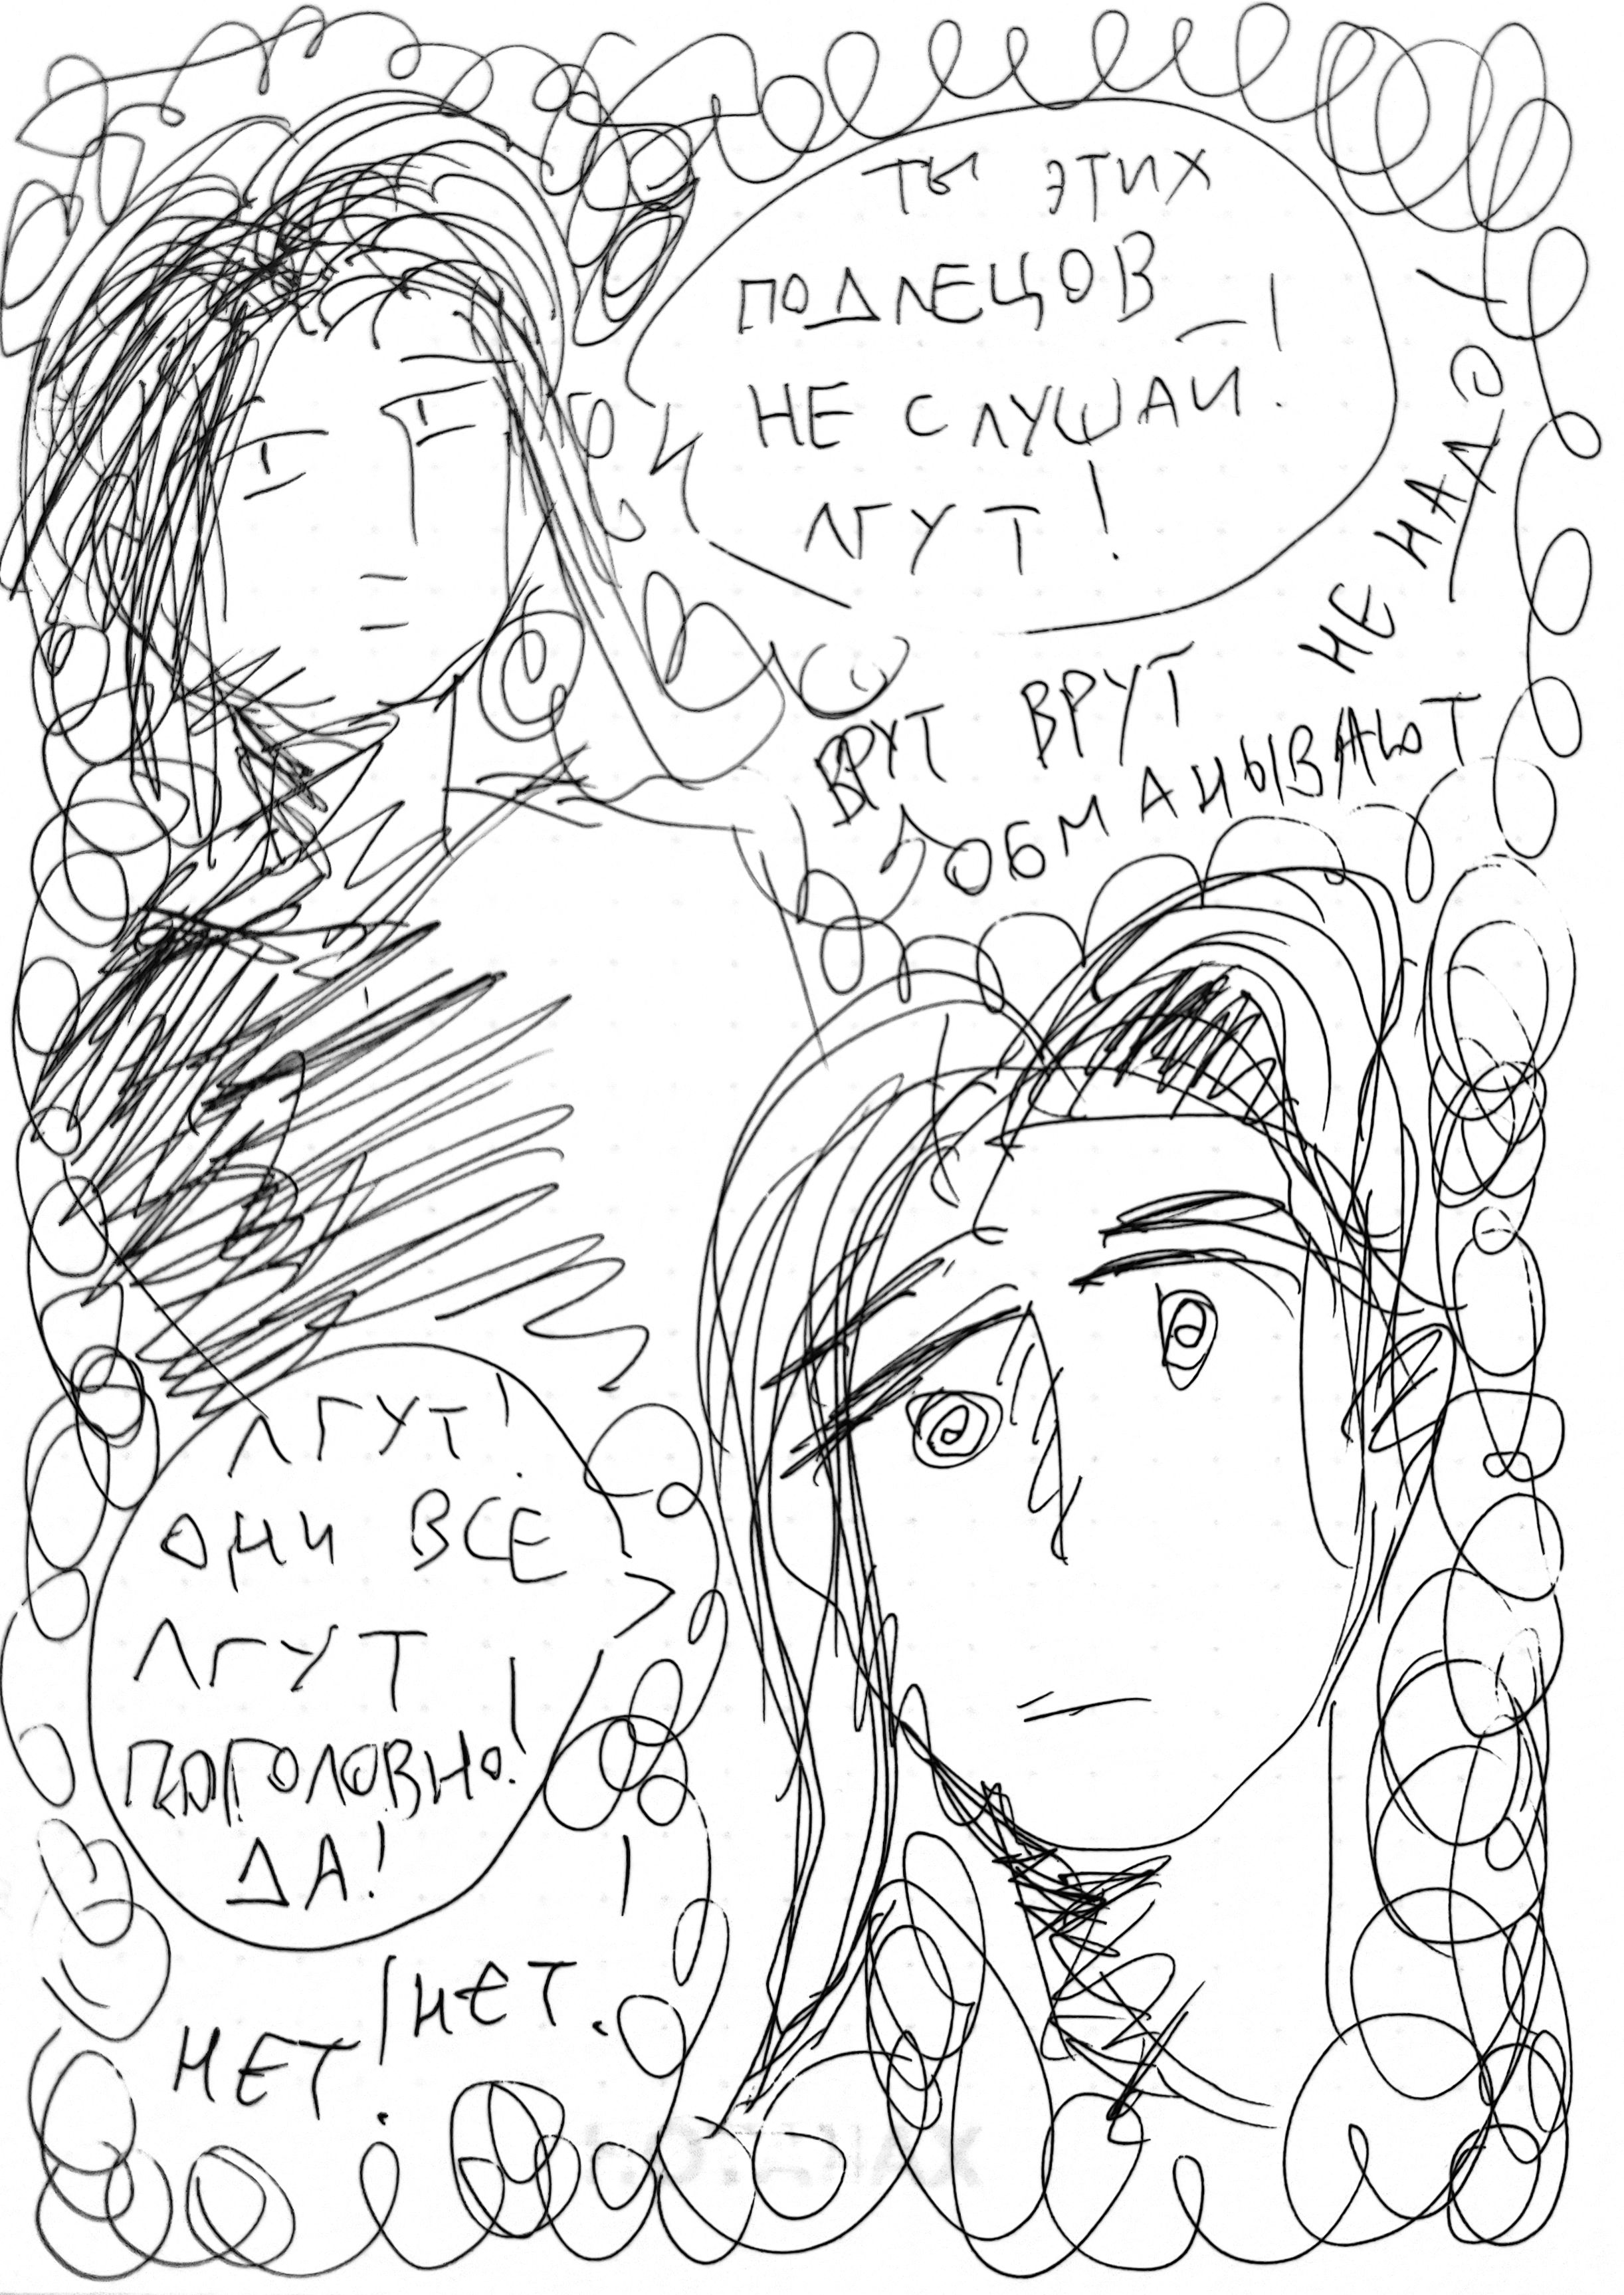 ТЫ ЭТИХ
ПОДЛЕЦОВ
НЕ СЛУШАЙ.
ЛГУТ!
НЕ НАДО!
ВРУТ ВРУТ
ОБМАНЫВАЮТ
ЛГУТ!
ОНИ ВСЕ
ЛГУТ
ПОГОЛОВНО!
ДА!
НЕТ! НЕТ.